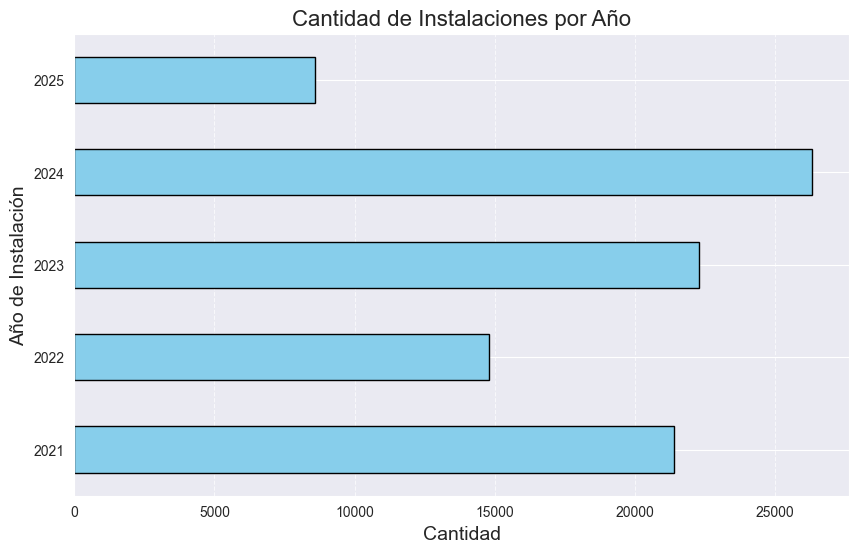 Cantidad de Instalaciones por Año
Año de Instalación
2025
2024
2023
2022
2021
0 5000 10000 15000 20000 25000
Cantidad